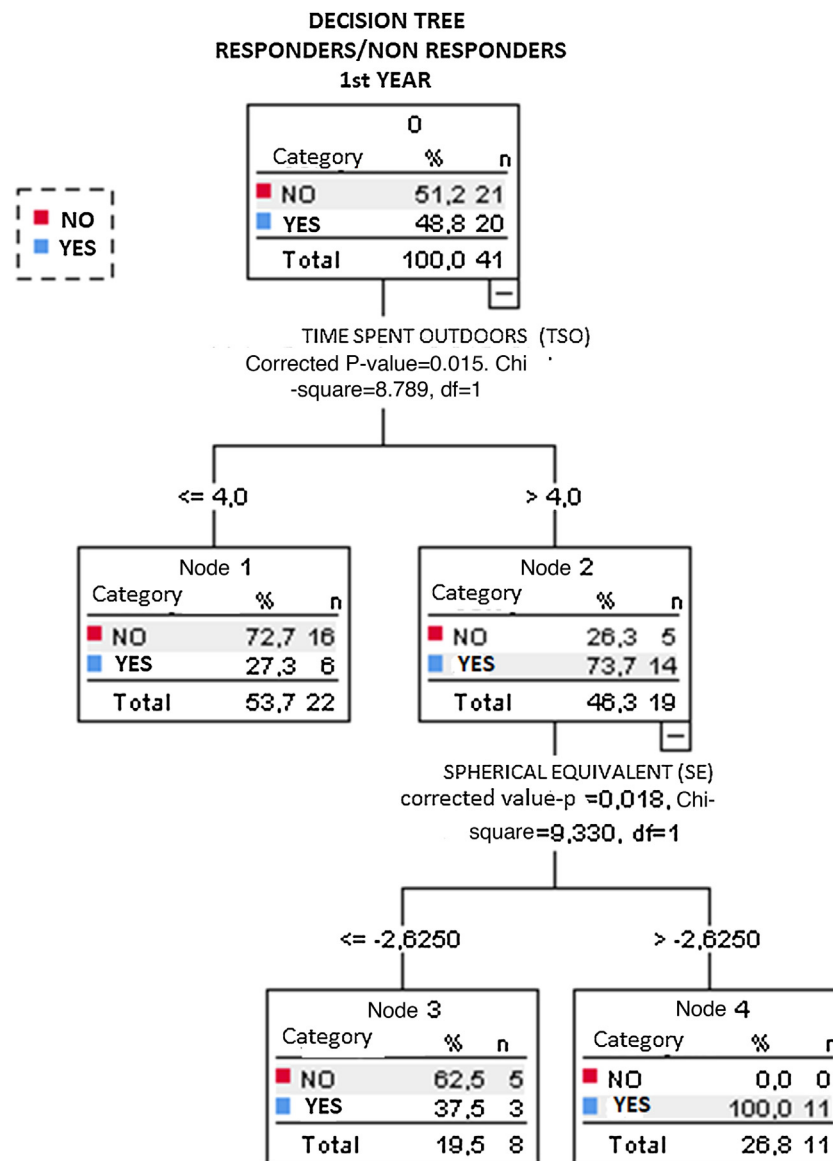 DECISION TREE
RESPONDERS/NON RESPONDERS
1st YEAR
0
Category % n
NO 51,2 21
YES 48,8 20
Total 100,0 41
NO
YES
TIME SPENT OUTDOORS (TSO)
Corrected P-value=0.015. Chi
-square=8.789, df=1
<= 4,0
> 4,0
Node 1
Category % n
NO 72,7 16
YES 27,3 6
Total 53,7 22
Node 2
Category % n
NO 26,3 5
YES 73,7 14
Total 46,3 19
SPHERICAL EQUIVALENT (SE)
corrected value-p =0,018, Chi-
square=9,330, df=1
<= -2,6250
> -2,6250
Node 3
Category % n
NO 62,5 5
YES 37,5 3
Total 19,5 8
Node 4
Category % n
NO 0,0 0
YES 100,0 11
Total 26,8 11